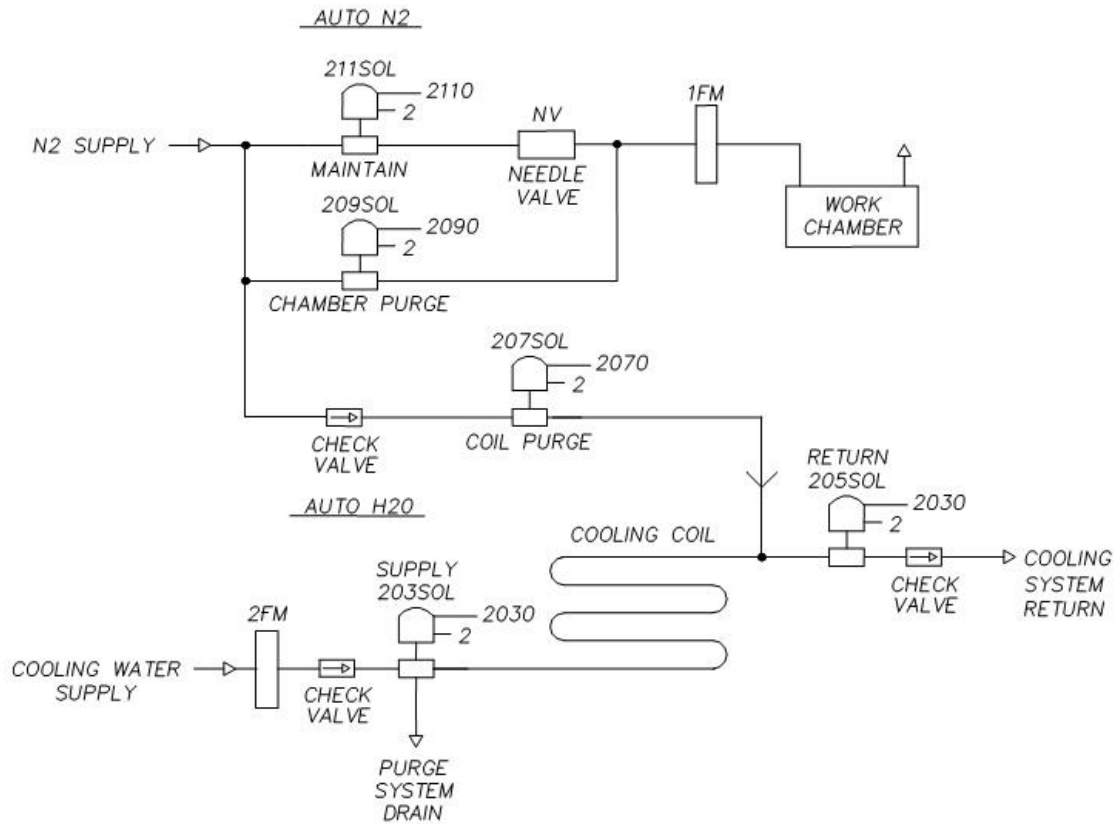 AUTO N2
211SOL
2110
2
1FM
NV
N2 SUPPLY
MAINTAIN
NEEDLE
VALVE
209SOL
2090
2
WORK
CHAMBER
CHAMBER PURGE
207SOL
2070
2
CHECK
VALVE
COIL PURGE
RETURN
205SOL
2030
2
AUTO H20
COOLING COIL
CHECK
VALVE
COOLING
SYSTEM
RETURN
SUPPLY
203SOL
2030
2
2FM
COOLING WATER
SUPPLY
CHECK
VALVE
PURGE
SYSTEM
DRAIN